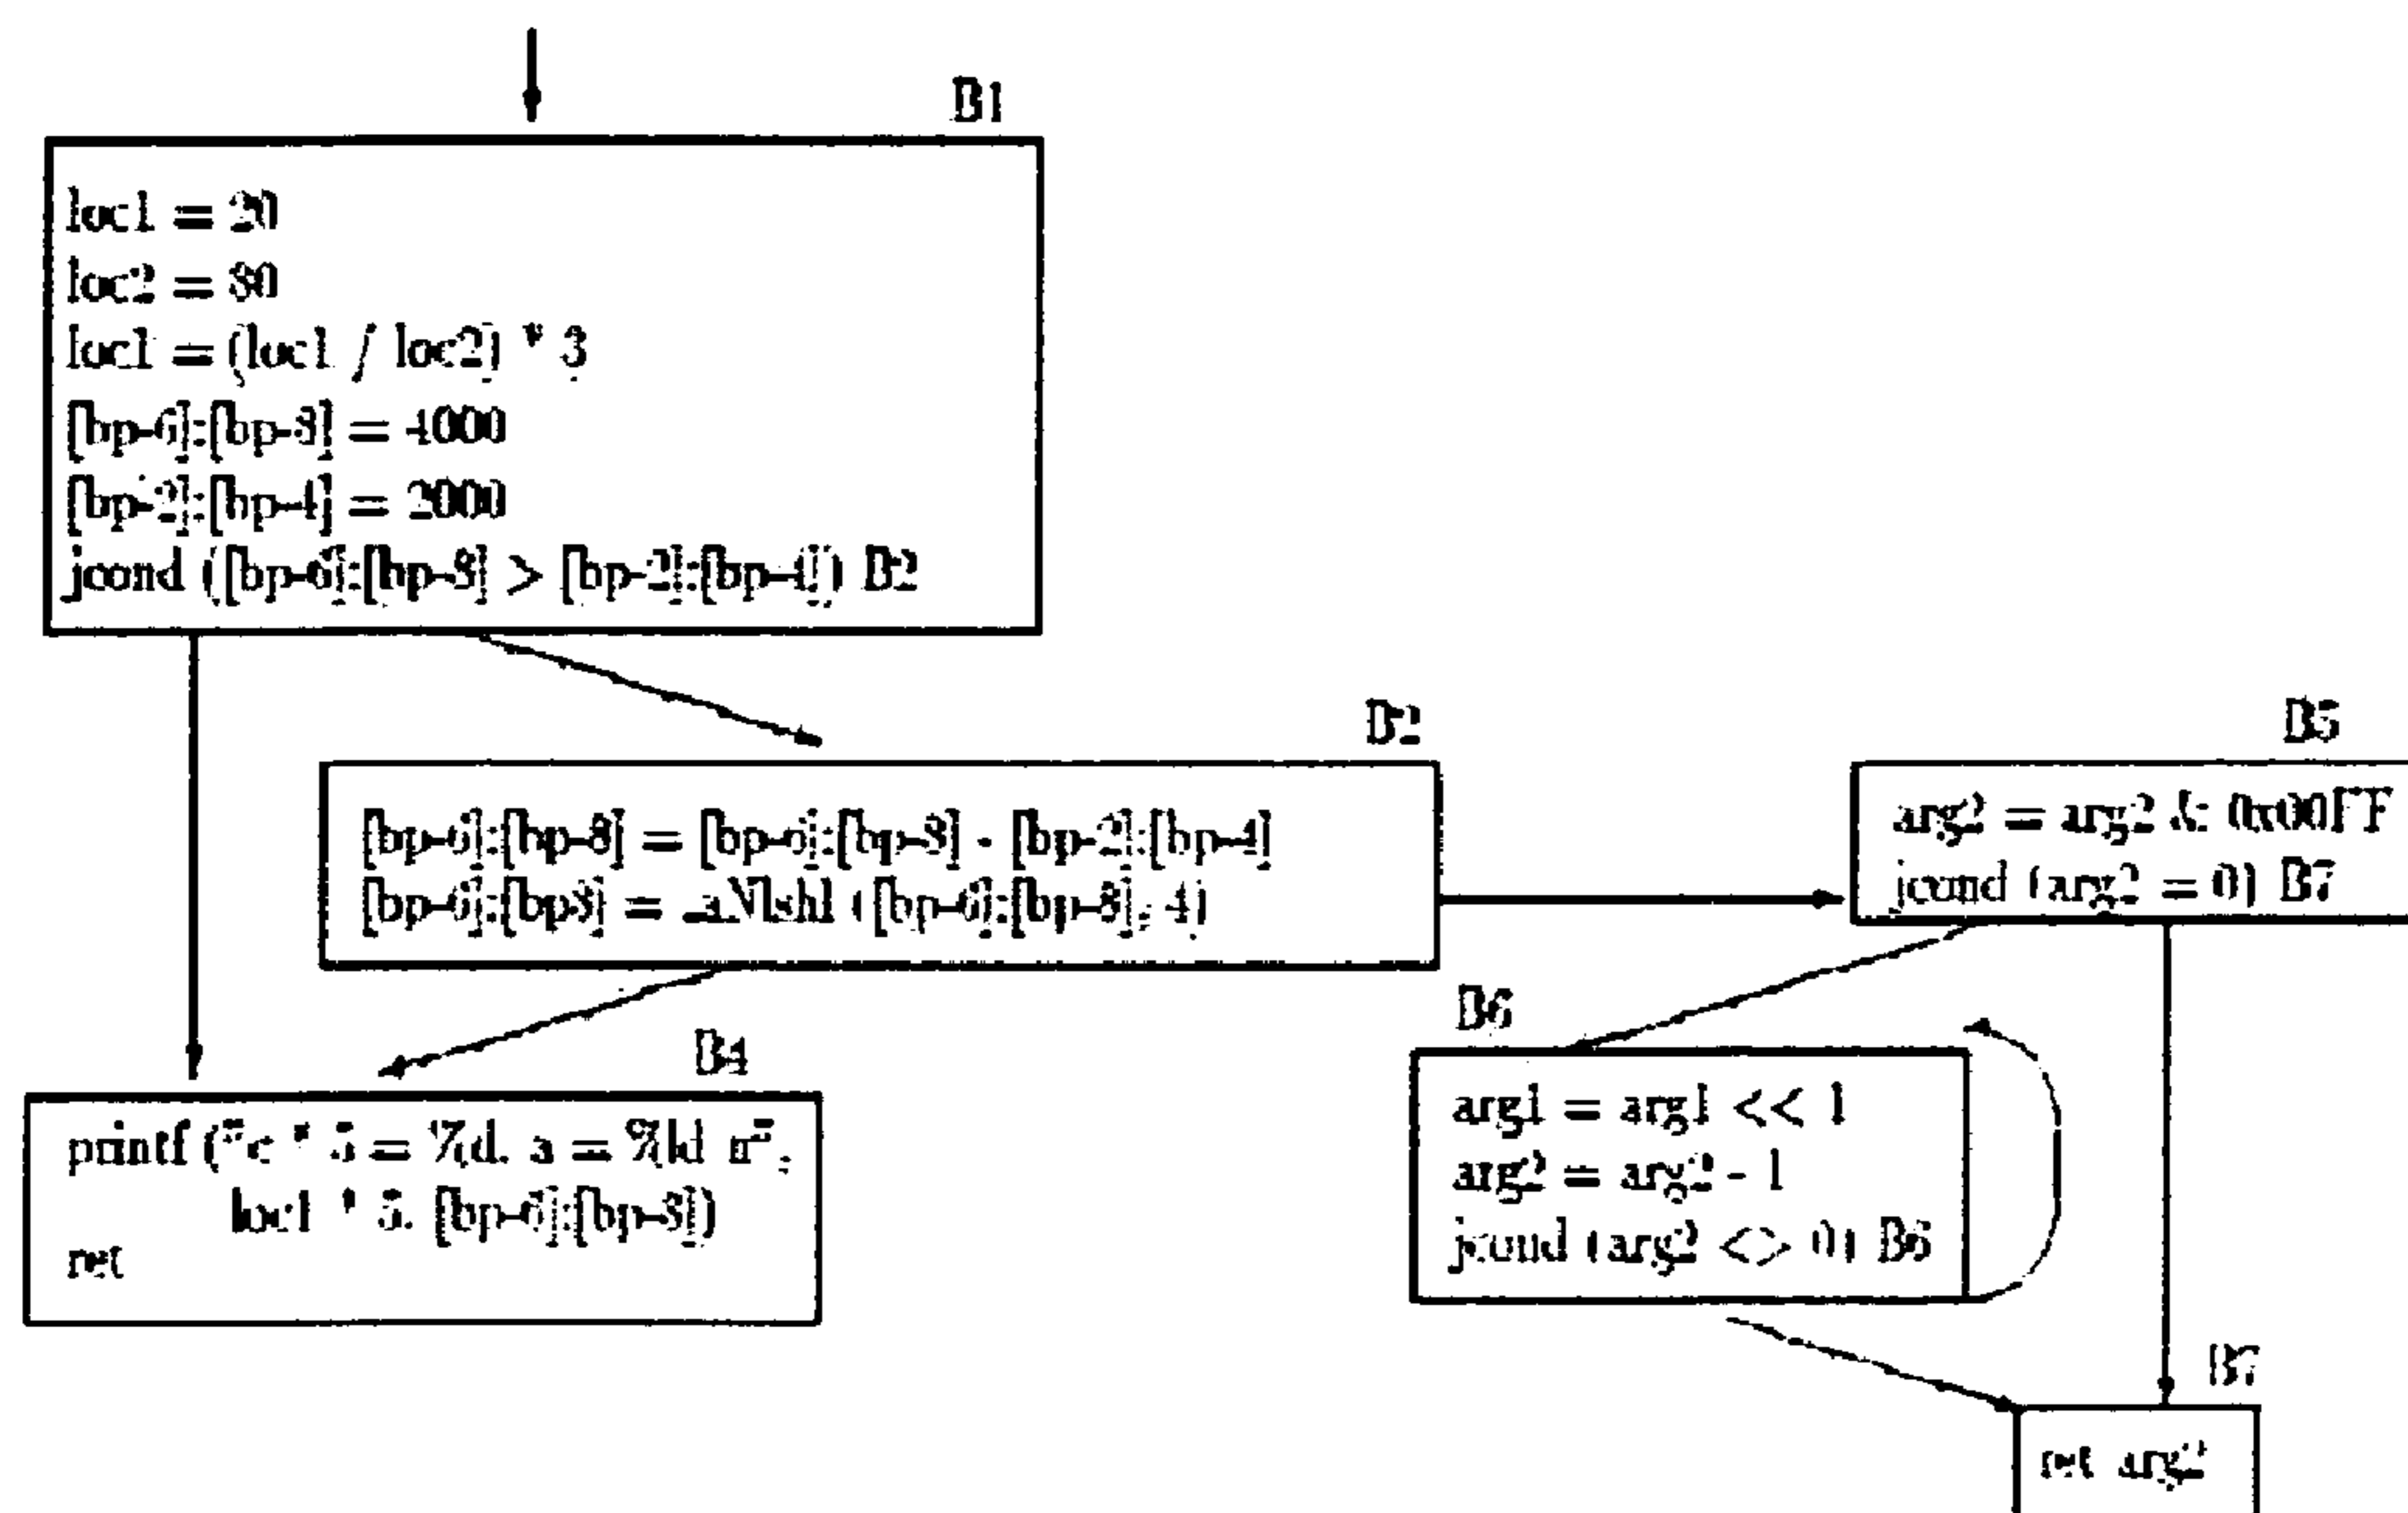 B1
loc1 = 20
loc2 = 80
loc1 = (loc1 / loc2) * 3
[bp-6]:[bp-8] = 4000
[bp-2]:[bp-4] = 2000
jcond ([bp-6]:[bp-8] > [bp-2]:[bp-4]) B2
B2
[bp-6]:[bp-8] = [bp-6]:[bp-8] - [bp-2]:[bp-4]
[bp-6]:[bp8] = _aNlshl ([bp-6]:[bp-8], 4)
B5
arg2 = arg2 & 0x00FF
jcond (arg2 = 0) B7
B4
printf ("c * 5 = %d, a = %ld n",
loc1 * 5, [bp-6]:[bp-8])
ret
B6
arg1 = arg1 << 1
arg2 = arg2 - 1
jcond (arg2 <> 0) B6
B7
ret arg2